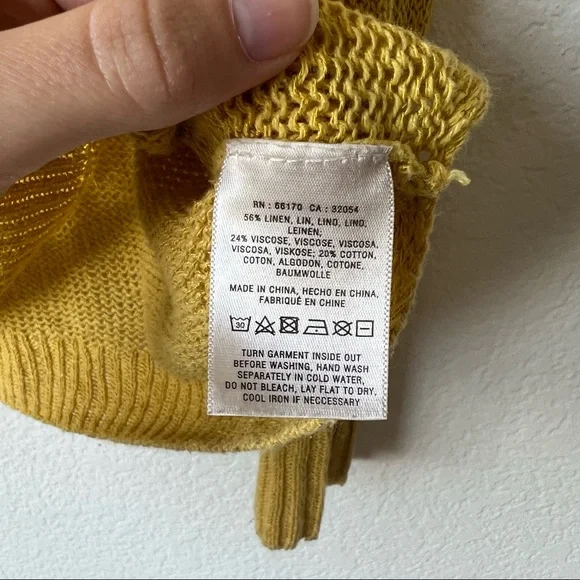 RN : 66170 CA : 32054
56% LINEN, LIN, LINO, LINO,
LEINEN;
24% VISCOSE, VISCOSE, VISCOSA,
VISCOSA, VISKOSE; 20% COTTON,
COTON, ALGODON, COTONE,
BAUMWOLLE
MADE IN CHINA, HECHO EN CHINA,
FABRIQUÉ EN CHINE
30
TURN GARMENT INSIDE OUT
BEFORE WASHING, HAND WASH
SEPARATELY IN COLD WATER,
DO NOT BLEACH, LAY FLAT TO DRY.
COOL IRON IF NECCESSARY